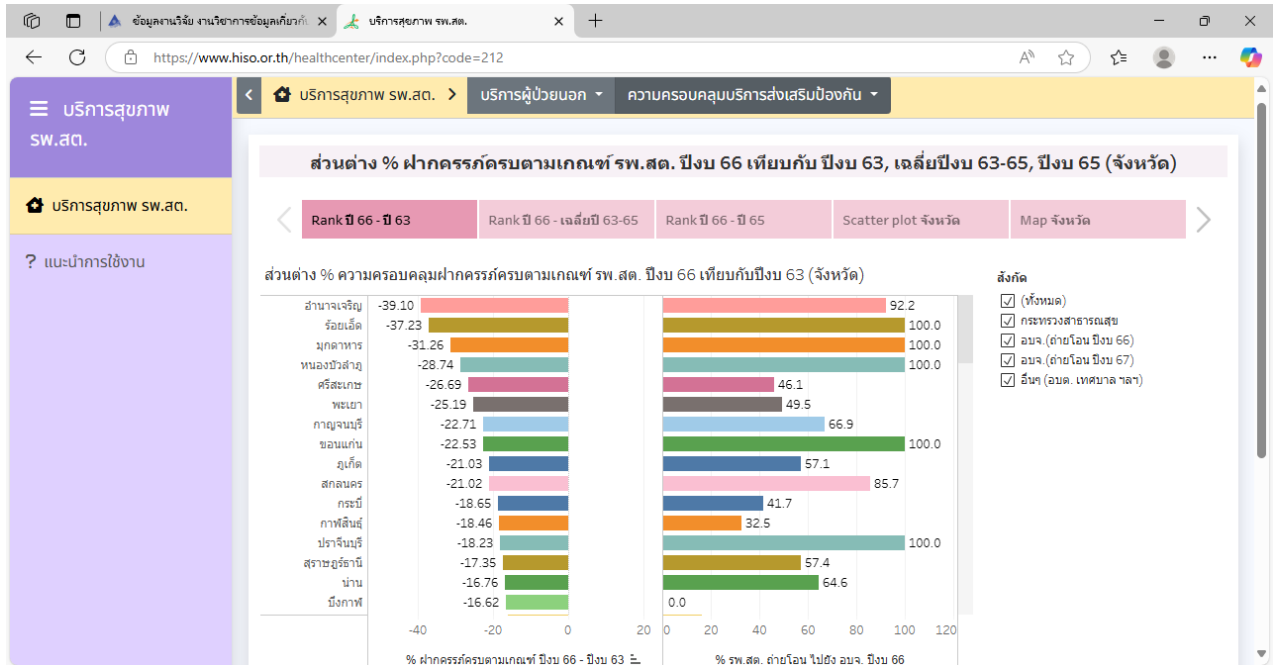 ข้อมูลงานวิจัย งานวิชาการข้อมูลเกี่ยวกั
บริการสุขภาพ รพ.สต.
https://www.hiso.or.th/healthcenter/index.php?code=212
บริการสุขภาพ รพ.สต.
บริการสุขภาพ รพ.สต.
แนะนำการใช้งาน
บริการสุขภาพ รพ.สต.
บริการผู้ป่วยนอก
ความครอบคลุมบริการส่งเสริมป้องกัน
ส่วนต่าง % ฝากครรภ์ครบตามเกณฑ์ รพ.สต. ปีงบ 66 เทียบกับ ปีงบ 63, เฉลี่ยปีงบ 63-65, ปีงบ 65 (จังหวัด)
Rank ปี 66 - ปี 63
Rank ปี 66 - เฉลี่ยปี 63-65
Rank ปี 66 - ปี 65
Scatter plot จังหวัด
Map จังหวัด
ส่วนต่าง % ความครอบคลุมฝากครรภ์ครบตามเกณฑ์ รพ.สต. ปีงบ 66 เทียบกับปีงบ 63 (จังหวัด)
อำนาจเจริญ -39.10 92.2
ร้อยเอ็ด -37.23 100.0
มุกดาหาร -31.26 100.0
หนองบัวลำภู -28.74 100.0
ศรีสะเกษ -26.69 46.1
พะเยา -25.19 49.5
กาญจนบุรี -22.71 66.9
ขอนแก่น -22.53 100.0
ภูเก็ต -21.03 57.1
สกลนคร -21.02 85.7
กระบี่ -18.65 41.7
กาฬสินธุ์ -18.46 32.5
ปราจีนบุรี -18.23 100.0
สุราษฎร์ธานี -17.35 57.4
น่าน -16.76 64.6
บึงกาฬ -16.62 0.0
-40 -20 0 20 0 20 40 60 80 100 120
% ฝากครรภ์ครบตามเกณฑ์ ปีงบ 66 - ปีงบ 63
% รพ.สต. ถ่ายโอน ไปยัง อบจ. ปีงบ 66
สังกัด
(ทั้งหมด)
กระทรวงสาธารณสุข
อบจ.(ถ่ายโอน ปีงบ 66)
อบจ.(ถ่ายโอน ปีงบ 67)
อื่นๆ (อบต. เทศบาล ฯลฯ)